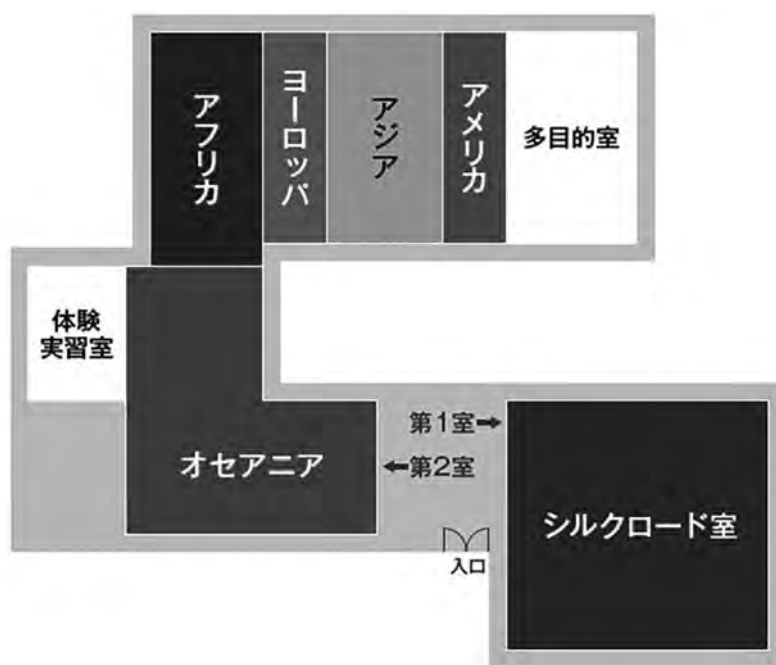 アフリカ
ヨーロッパ
アジア
アメリカ
多目的室
体験
実習室
第1室➡
オセアニア
⬅第2室
シルクロード室
入口